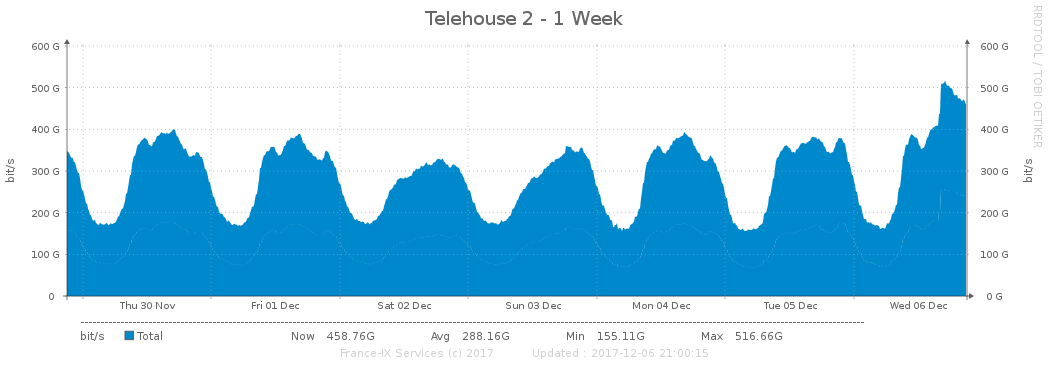 Telehouse 2 - 1 Week
RRDTOOL / TOBI OETIKER
600 G 600 G
500 G 500 G
400 G 400 G
300 G 300 G
200 G 200 G
100 G 100 G
0 0 G
bit/s
bit/s
Thu 30 Nov Fri 01 Dec Sat 02 Dec Sun 03 Dec Mon 04 Dec Tue 05 Dec Wed 06 Dec
bit/s Total Now 458.76G Avg 288.16G Min 155.11G Max 516.66G
France-IX Services (c) 2017 Updated : 2017-12-06 21:00:15